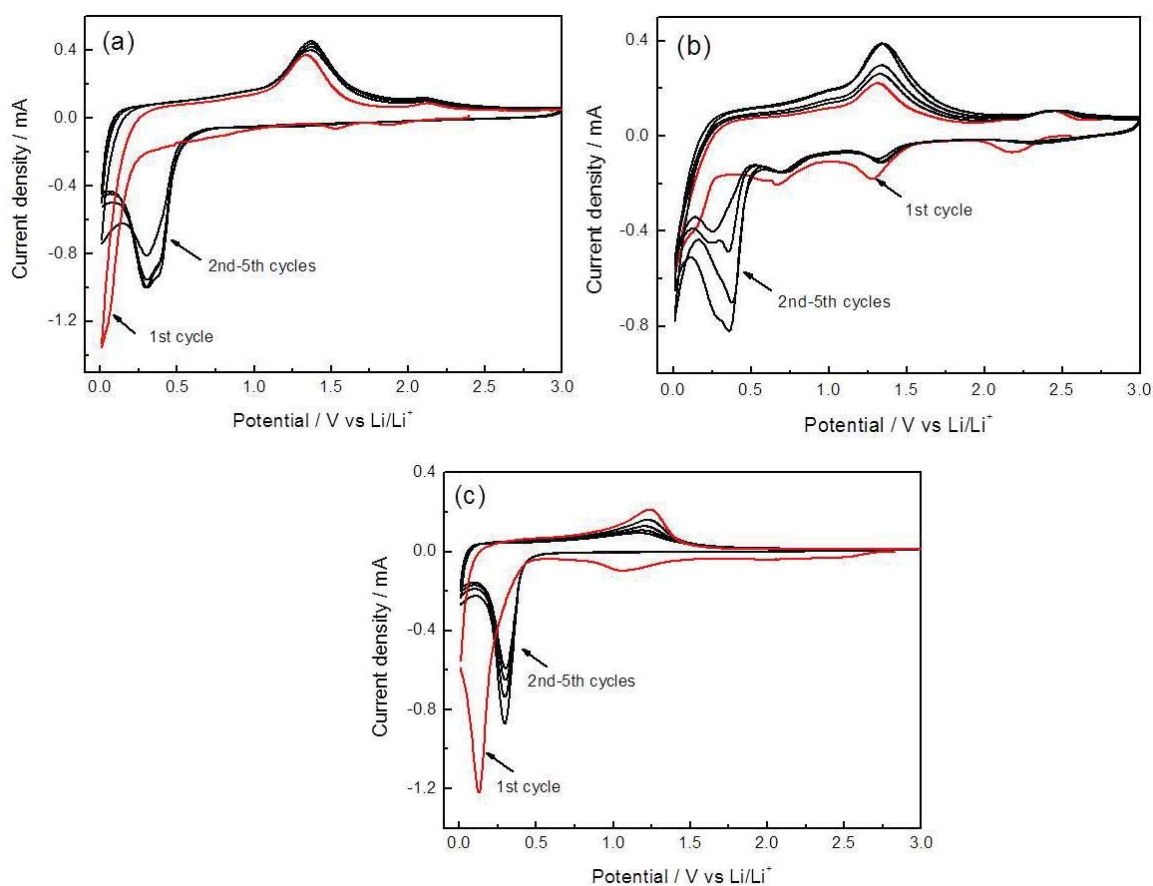 (a)
0.4
0.0
-0.4
-0.8
-1.2
Current density / mA
2nd-5th cycles
1st cycle
0.0 0.5 1.0 1.5 2.0 2.5 3.0
Potential / V vs Li/Li⁺
(b)
0.4
0.0
-0.4
-0.8
Current density / mA
1st cycle
2nd-5th cycles
0.0 0.5 1.0 1.5 2.0 2.5 3.0
Potential / V vs Li/Li⁺
(c)
0.4
0.0
-0.4
-0.8
-1.2
Current density / mA
2nd-5th cycles
1st cycle
0.0 0.5 1.0 1.5 2.0 2.5 3.0
Potential / V vs Li/Li⁺